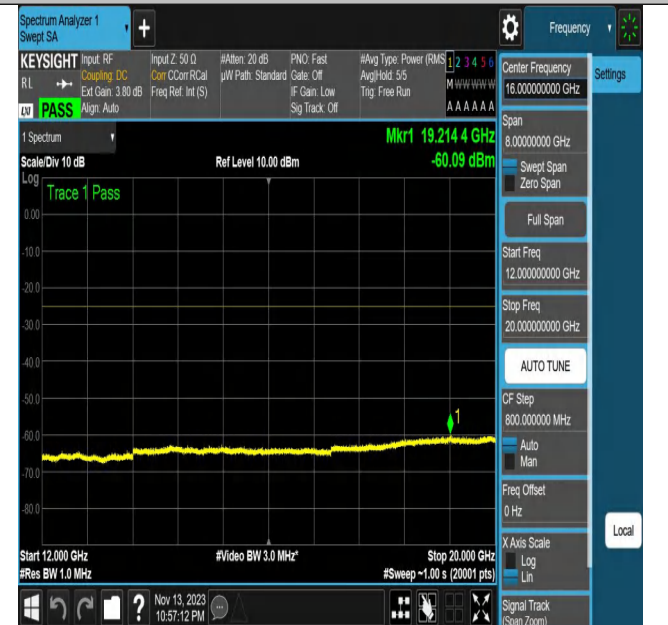 Spectrum Analyzer 1
Swept SA
+
Frequency
KEYSIGHT
RL
LXI
PASS
Input: RF
Coupling: DC
Ext Gain: 3.80 dB
Align: Auto
Input Z: 50 Ω
Corr CCorr RCal
Freq Ref: Int (S)
#Atten: 20 dB
µW Path: Standard
PNO: Fast
Gate: Off
IF Gain: Low
Sig Track: Off
#Avg Type: Power (RMS
Avg|Hold: 5/5
Trig: Free Run
1 2 3 4 5 6
M W W W W W
A A A A A A
1 Spectrum
Scale/Div 10 dB
Ref Level 10.00 dBm
Mkr1 19.214 4 GHz
-60.09 dBm
Log
Trace 1 Pass
0.00
-10.0
-20.0
-30.0
-40.0
-50.0
-60.0
-70.0
-80.0
1
Start 12.000 GHz
#Res BW 1.0 MHz
#Video BW 3.0 MHz*
Stop 20.000 GHz
#Sweep ~1.00 s (20001 pts)
?
Nov 13, 2023
10:57:12 PM
Center Frequency
16.000000000 GHz
Settings
Span
8.00000000 GHz
Swept Span
Zero Span
Full Span
Start Freq
12.000000000 GHz
Stop Freq
20.000000000 GHz
AUTO TUNE
CF Step
800.000000 MHz
Auto
Man
Freq Offset
0 Hz
X Axis Scale
Log
Lin
Local
Signal Track
(Span Zoom)